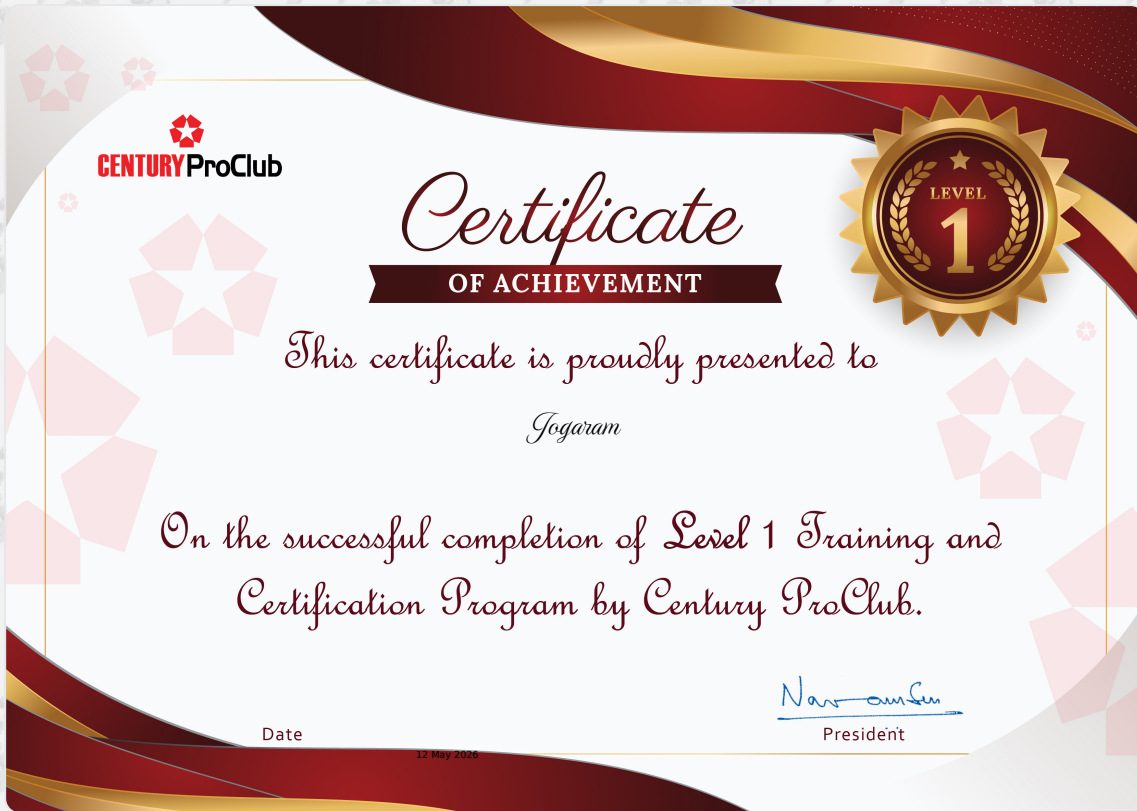 CENTURY ProClub
Certificate
OF ACHIEVEMENT
LEVEL
1
This certificate is proudly presented to
Jogaram
On the successful completion of Level 1 Training and
Certification Program by Century ProClub.
Date
President
12 May 2026